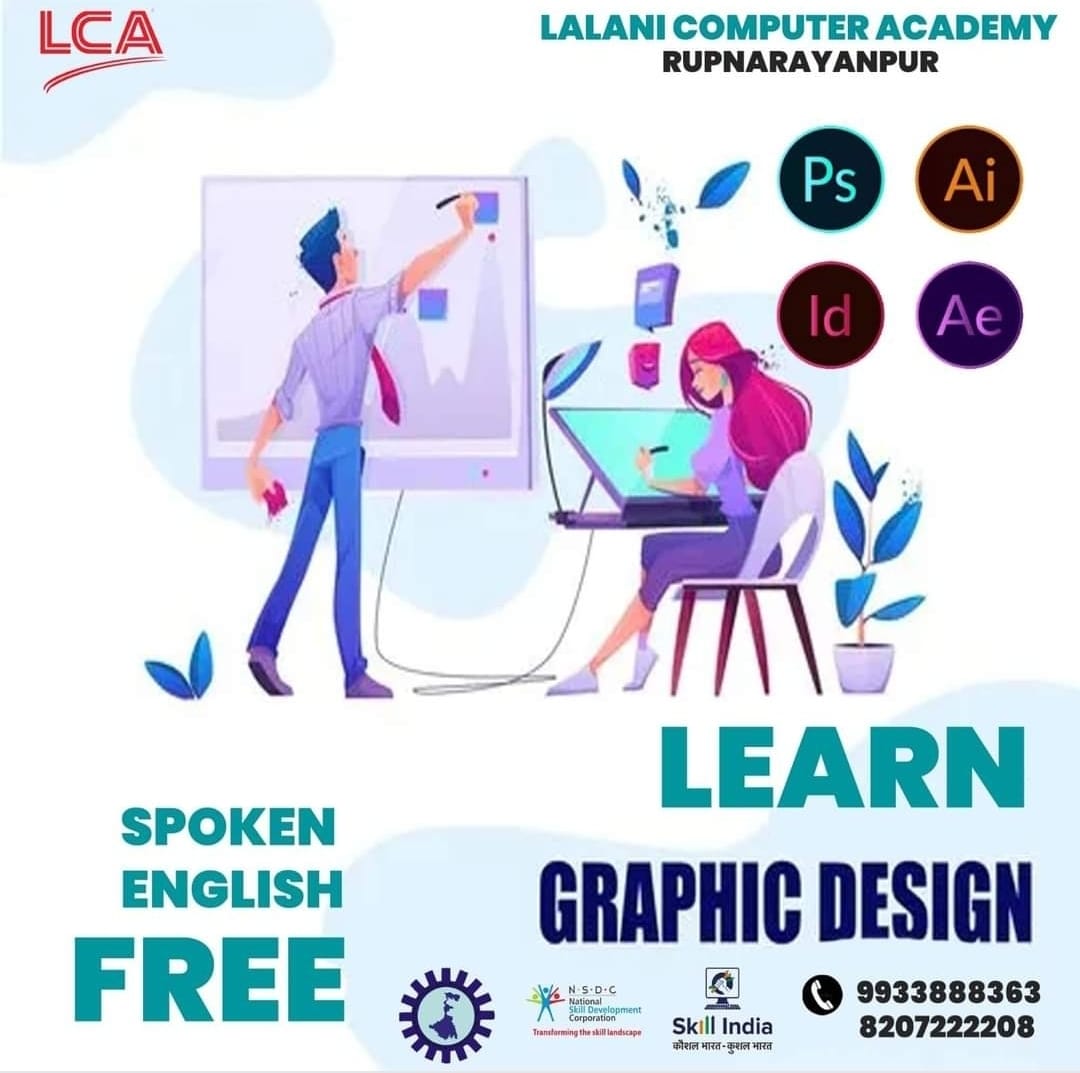 LCA
LALANI COMPUTER ACADEMY
RUPNARAYANPUR
Ps
Ai
Id
Ae
LEARN
GRAPHIC DESIGN
SPOKEN
ENGLISH
FREE
N·S·D·C
National
Skill Development
Corporation
Transforming the skill landscape
Skill India
कौशल भारत - कुशल भारत
9933888363
8207222208